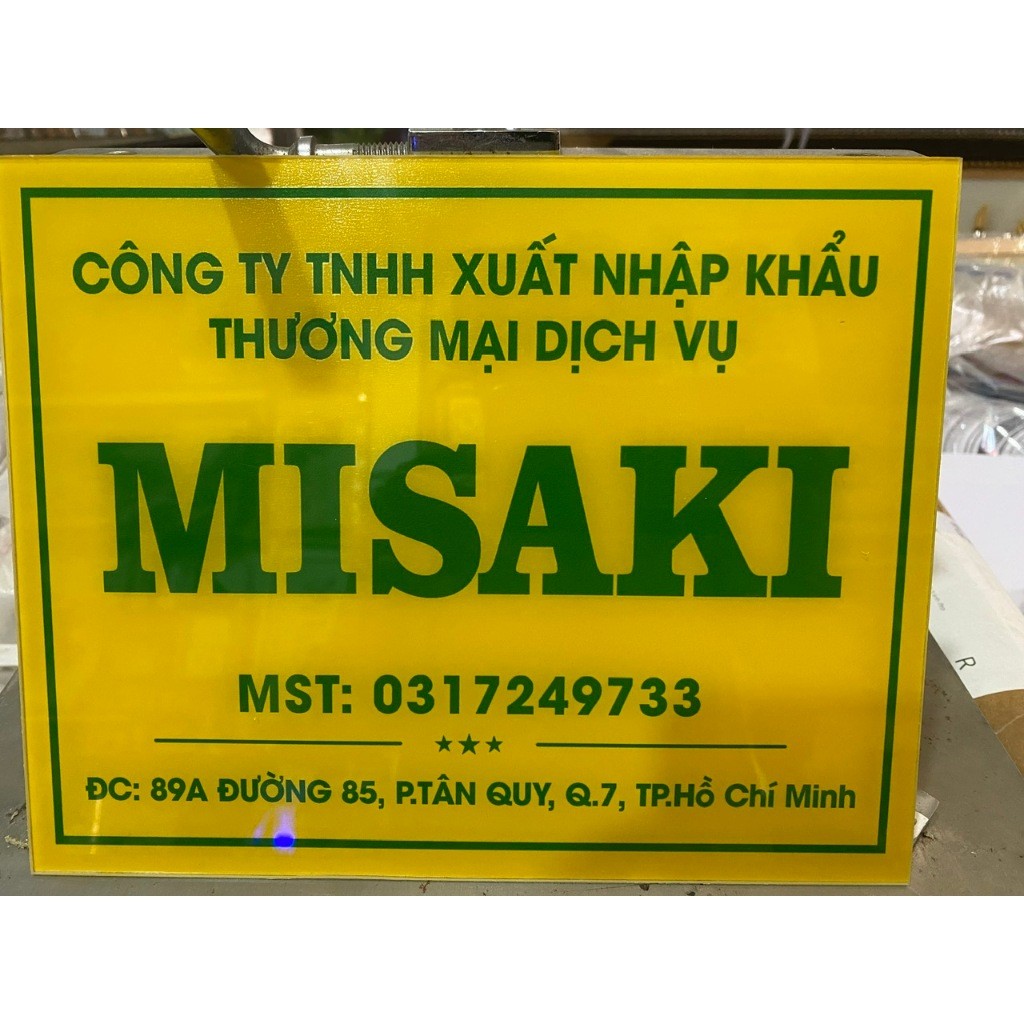 CÔNG TY TNHH XUẤT NHẬP KHẨU
THƯƠNG MẠI DỊCH VỤ
MISAKI
MST: 0317249733
ĐC: 89A ĐƯỜNG 85, P.TÂN QUY, Q.7, TP.Hồ Chí Minh
R